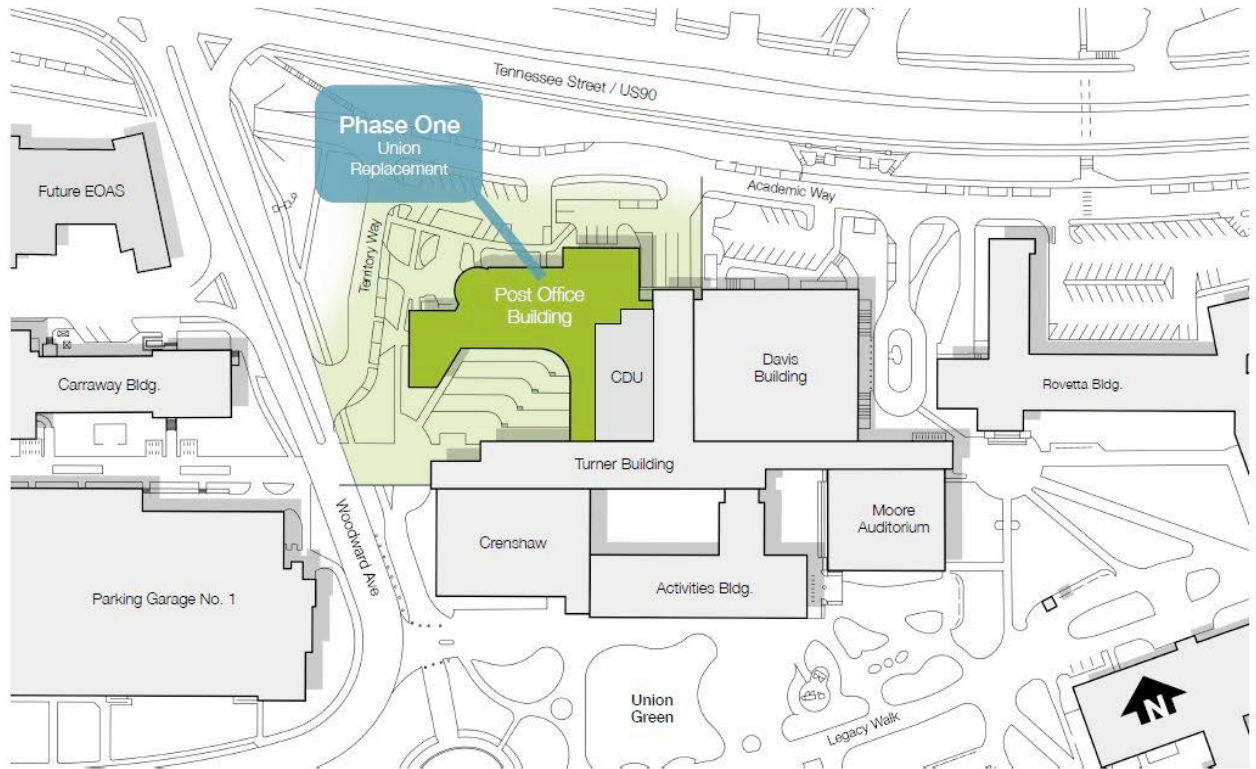 Tennessee Street / US90
Phase One
Union
Replacement
Future EOAS
Academic Way
Territory Way
Post Office
Building
Davis
Building
CDU
Carraway Bldg.
Rovetta Bldg.
Turner Building
Woodward Ave
Crenshaw
Moore
Auditorium
Activities Bldg.
Parking Garage No. 1
Union
Green
Legacy Walk
N